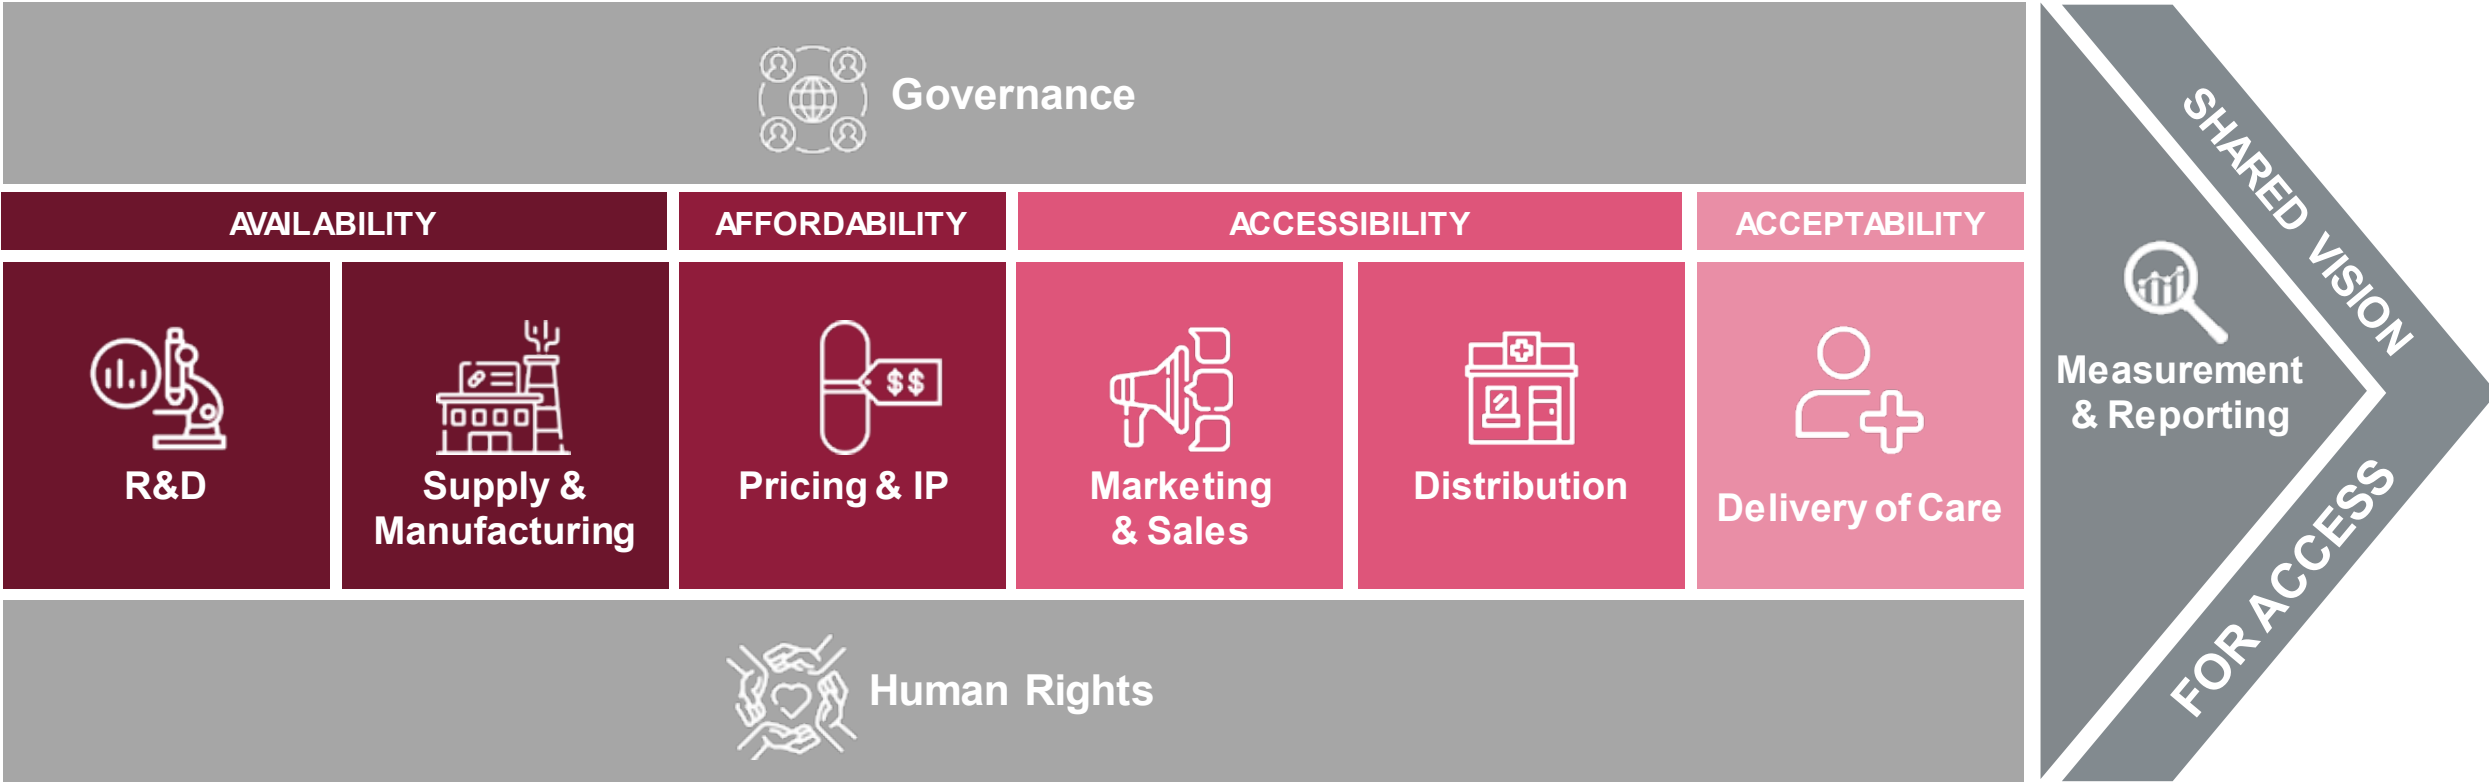 Governance
AVAILABILITY
AFFORDABILITY
ACCESSIBILITY
ACCEPTABILITY
R&D
Supply &
Manufacturing
$$
Pricing & IP
Marketing
& Sales
Distribution
Delivery of Care
Human Rights
Measurement
& Reporting
SHARED VISION
FOR ACCESS